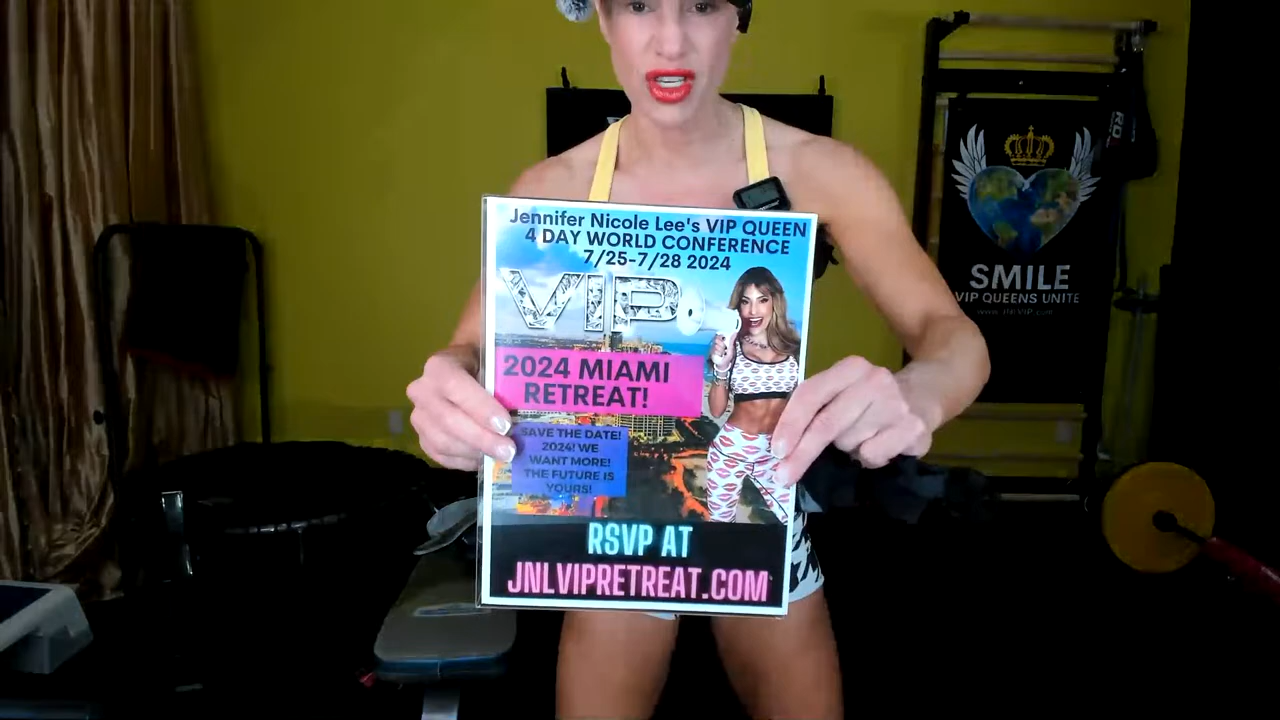 Jennifer Nicole Lee's VIP QUEEN
4 DAY WORLD CONFERENCE
7/25-7/28 2024
VIP
2024 MIAMI
RETREAT!
SAVE THE DATE!
2024! WE
WANT MORE!
THE FUTURE IS
YOURS!
RSVP AT
JNLVIPRETREAT.COM
SMILE
VIP QUEENS UNITE